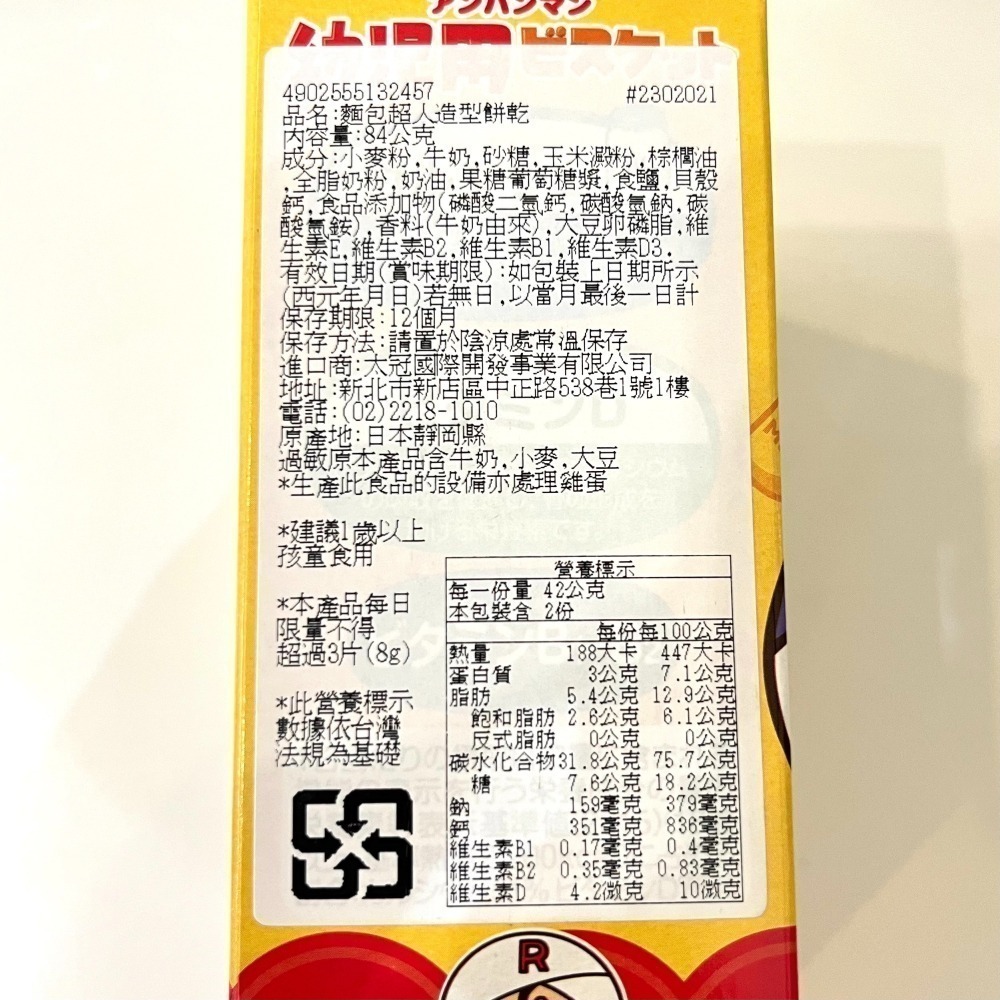 アンパンマン
幼児用ビスケット
4902555132457 #2302021
品名:麵包超人造型餅乾
內容量:84公克
成分:小麥粉,牛奶,砂糖,玉米澱粉,棕櫚油
,全脂奶粉,奶油,果糖葡萄糖漿,食鹽,貝殼
鈣,食品添加物(磷酸二氫鈣,碳酸氫鈉,碳
酸氫銨),香料(牛奶由來),大豆卵磷脂,維
生素E,維生素B2,維生素B1,維生素D3.
有效日期(賞味期限):如包裝上日期所示
(西元年月日)若無日,以當月最後一日計
保存期限:12個月
保存方法:請置於陰涼處常溫保存
進口商:大冠國際開發事業有限公司
地址:新北市新店區中正路538巷1號1樓
電話:(02)2218-1010
原產地:日本靜岡縣
過敏原本產品含牛奶,小麥,大豆
*生產此食品的設備亦處理雞蛋
*建議1歲以上
孩童食用
*本產品每日
限量不得
超過3片(8g)
*此營養標示
數據依台灣
法規為基礎
營養標示
每一份量 42公克
本包裝含 2份
每份每100公克
熱量 188大卡 447大卡
蛋白質 3公克 7.1公克
脂肪 5.4公克 12.9公克
飽和脂肪 2.6公克 6.1公克
反式脂肪 0公克 0公克
碳水化合物31.8公克 75.7公克
糖 7.6公克 18.2公克
鈉 159毫克 379毫克
鈣 351毫克 836毫克
維生素B1 0.17毫克 0.4毫克
維生素B2 0.35毫克 0.83毫克
維生素D 4.2微克 10微克
R